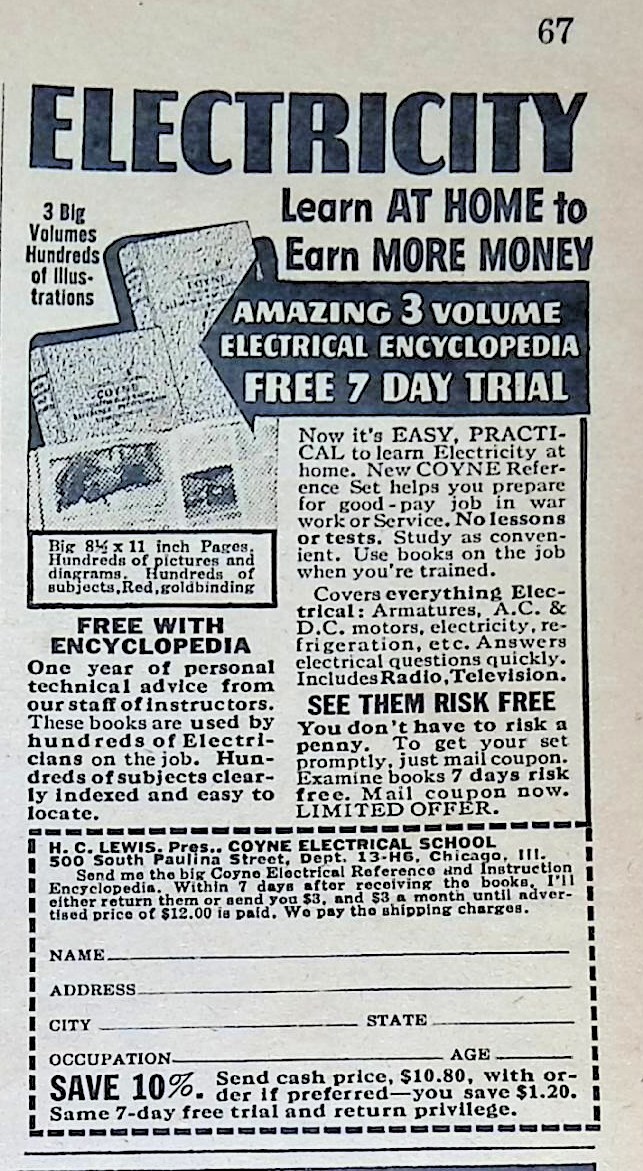 67
ELECTRICITY
Learn AT HOME to
Earn MORE MONEY
3 Big
Volumes
Hundreds
of Illus-
trations
AMAZING 3 VOLUME
ELECTRICAL ENCYCLOPEDIA
FREE 7 DAY TRIAL
COYNE
COYNE
Big 8½ x 11 inch Pages.
Hundreds of pictures and
diagrams. Hundreds of
subjects, Red, goldbinding
FREE WITH
ENCYCLOPEDIA
One year of personal
technical advice from
our staff of instructors.
These books are used by
hundreds of Electri-
cians on the job. Hun-
dreds of subjects clear-
ly indexed and easy to
locate.
Now it's EASY, PRACTI-
CAL to learn Electricity at
home. New COYNE Refer-
ence Set helps you prepare
for good-pay job in war
work or Service. No lessons
or tests. Study as conven-
ient. Use books on the job
when you're trained.
Covers everything Elec-
trical: Armatures, A.C. &
D.C. motors, electricity, re-
frigeration, etc. Answers
electrical questions quickly.
Includes Radio, Television.
SEE THEM RISK FREE
You don't have to risk a
penny. To get your set
promptly, just mail coupon.
Examine books 7 days risk
free. Mail coupon now.
LIMITED OFFER.
H. C. LEWIS, Pres., COYNE ELECTRICAL SCHOOL
500 South Paulina Street, Dept. 13-H6, Chicago, Ill.
Send me the big Coyne Electrical Reference and Instruction
Encyclopedia. Within 7 days after receiving the books, I'll
either return them or send you $3, and $3 a month until adver-
tised price of $12.00 is paid. We pay the shipping charges.
NAME
ADDRESS
CITY STATE
OCCUPATION AGE
SAVE 10%. Send cash price, $10.80, with or-
der if preferred—you save $1.20.
Same 7-day free trial and return privilege.